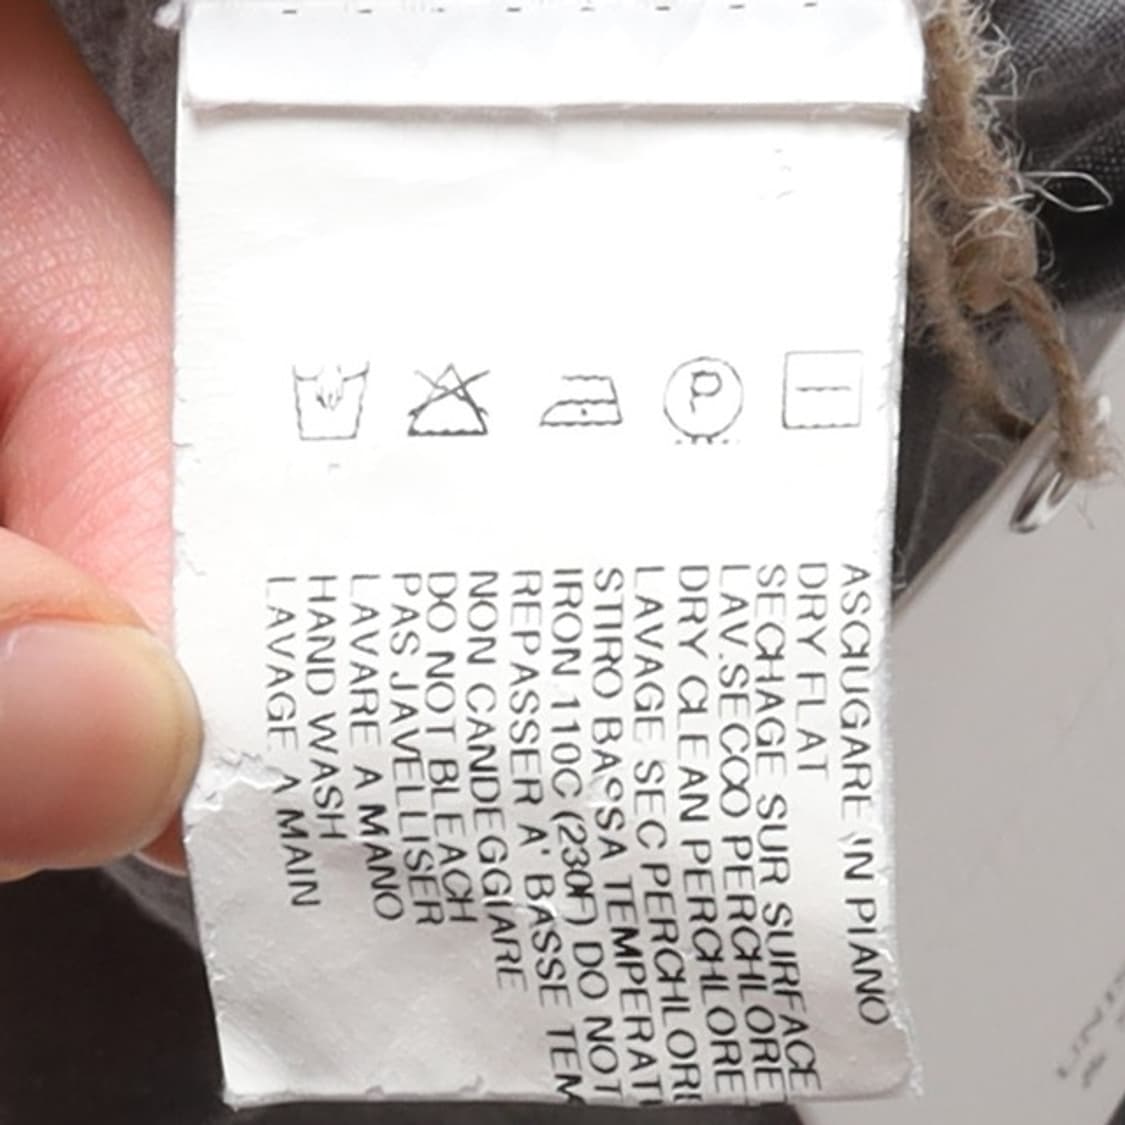 P
ASCIUGARE IN PIANO
DRY FLAT
SECHAGE SUR SURFACE
LAV.SECCO PERCHLORE
DRY CLEAN PERCHLORE
LAVAGE SEC PERCHLORE
STIRO BASSA TEMPERAT
IRON 110C (230F) DO NOT
REPASSER A' BASSE TEM
NON CANDEGGIARE
DO NOT BLEACH
PAS JAVELLISER
LAVARE A MANO
HAND WASH
LAVAGE A MAIN